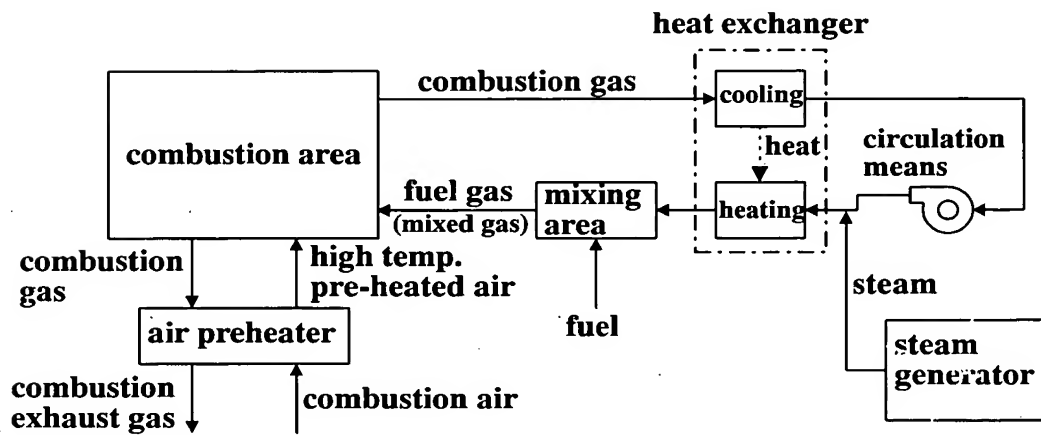 heat exchanger
combustion gas
cooling
combustion area
heat
circulation
means
fuel gas
(mixed gas)
mixing
area
heating
combustion
gas
high temp.
pre-heated air
steam
air preheater
fuel
steam
generator
combustion
exhaust gas
combustion air